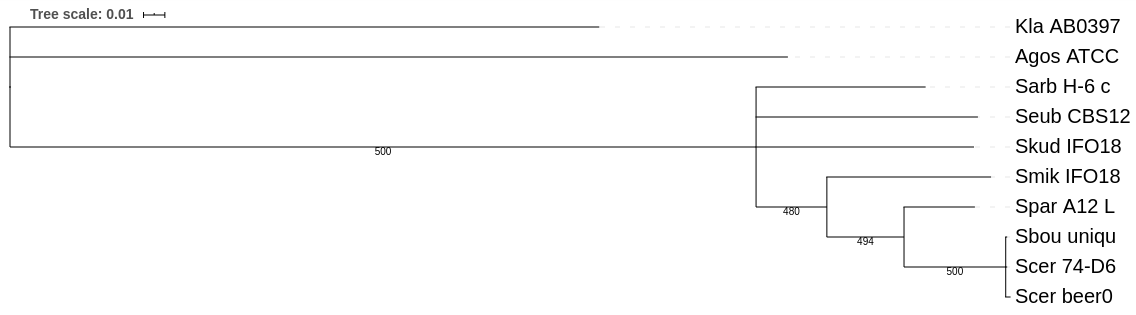 Tree scale: 0.01
Kla AB0397
Agos ATCC
Sarb H-6 c
Seub CBS12
Skud IFO18
500
Smik IFO18
Spar A12 L
480
Sbou uniqu
494
Scer 74-D6
500
Scer beer0